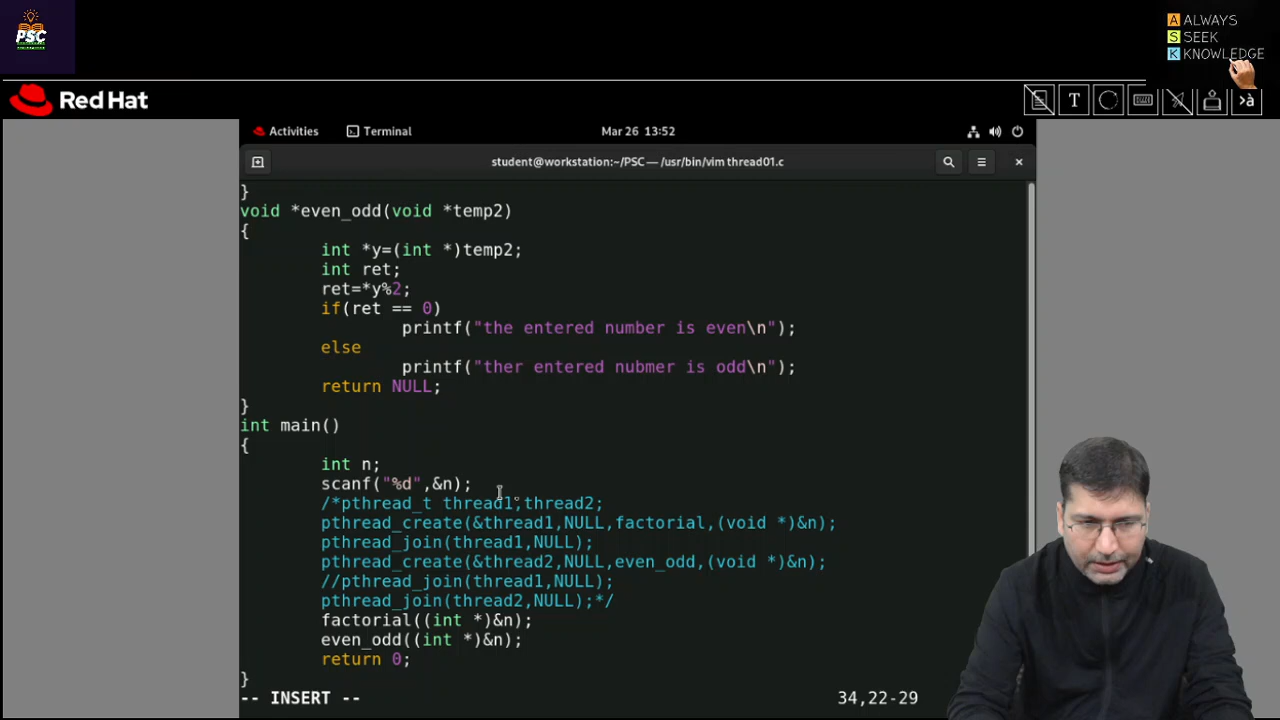 PSC
A ALWAYS
S SEEK
K KNOWLEDGE
Red Hat
T
>à
Activities
Terminal
Mar 26 13:52
student@workstation:~/PSC — /usr/bin/vim thread01.c
}
void *even_odd(void *temp2)
{
int *y=(int *)temp2;
int ret;
ret=*y%2;
if(ret == 0)
printf("the entered number is even\n");
else
printf("ther entered nubmer is odd\n");
return NULL;
}
int main()
{
int n;
scanf("%d",&n);
/*pthread_t thread1,thread2;
pthread_create(&thread1,NULL,factorial,(void *)&n);
pthread_join(thread1,NULL);
pthread_create(&thread2,NULL,even_odd,(void *)&n);
//pthread_join(thread1,NULL);
pthread_join(thread2,NULL);*/
factorial((int *)&n);
even_odd((int *)&n);
return 0;
}
-- INSERT --
34,22-29